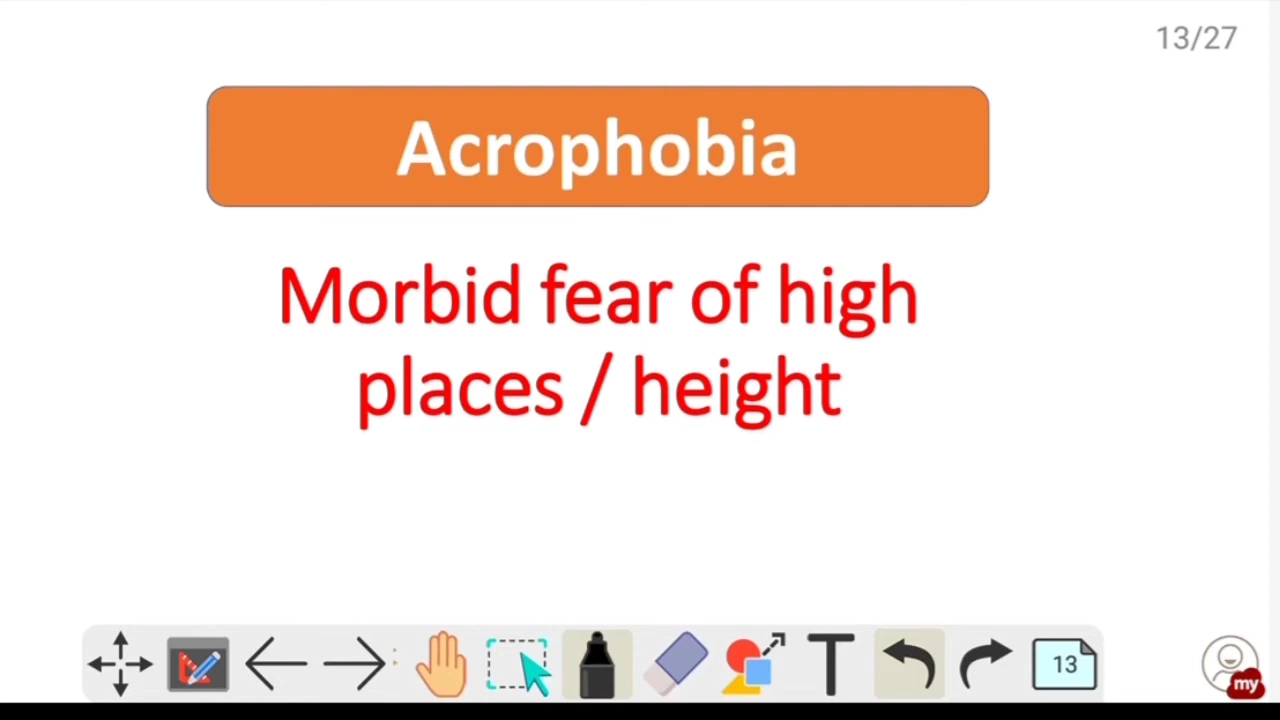 13/27
Acrophobia
Morbid fear of high
places / height
T
13
my